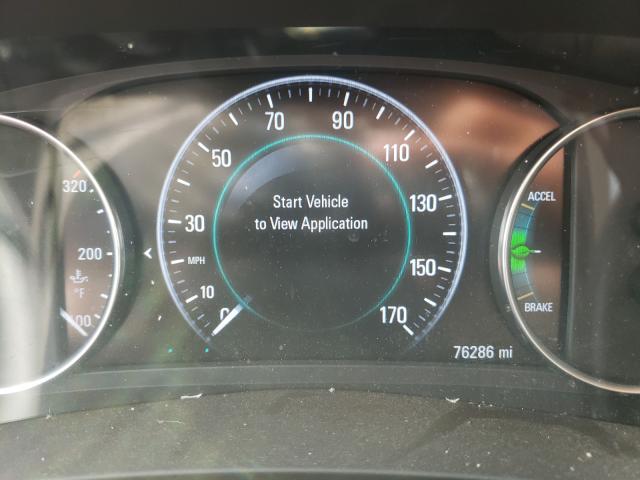 70 90
50 110
320
Start Vehicle
to View Application
30 130
ACCEL
200
MPH
150
°F
10
0 170
BRAKE
76286 mi